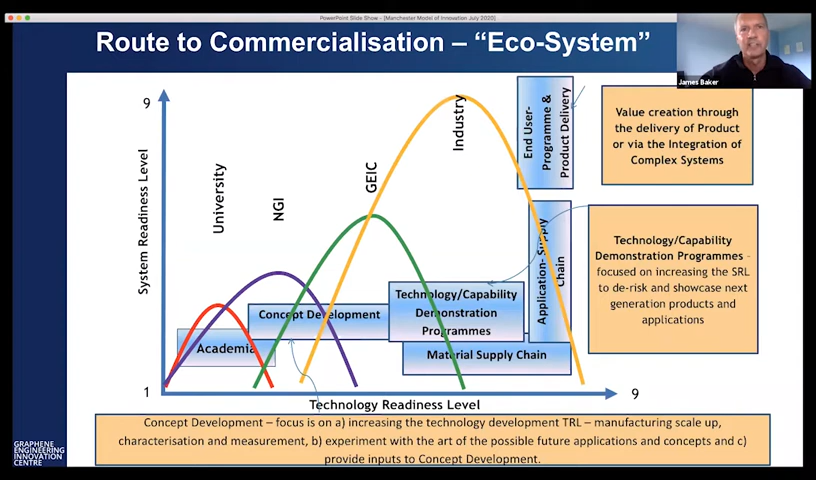 PowerPoint Slide Show - [Manchester Model of Innovation July 2020]
Route to Commercialisation – “Eco-System”
James Baker
9
System Readiness Level
1
University
NGI
GEIC
Industry
End User-
Programme &
Product Delivery
Value creation through
the delivery of Product
or via the Integration of
Complex Systems
Application- Supply
Chain
Technology/Capability
Demonstration Programmes -
focused on increasing the SRL
to de-risk and showcase next
generation products and
applications
Technology/Capability
Demonstration
Programmes
Concept Development
Academia
Material Supply Chain
Technology Readiness Level
9
Concept Development – focus is on a) increasing the technology development TRL – manufacturing scale up,
characterisation and measurement, b) experiment with the art of the possible future applications and concepts and c)
provide inputs to Concept Development.
GRAPHENE
ENGINEERING
INNOVATION
CENTRE